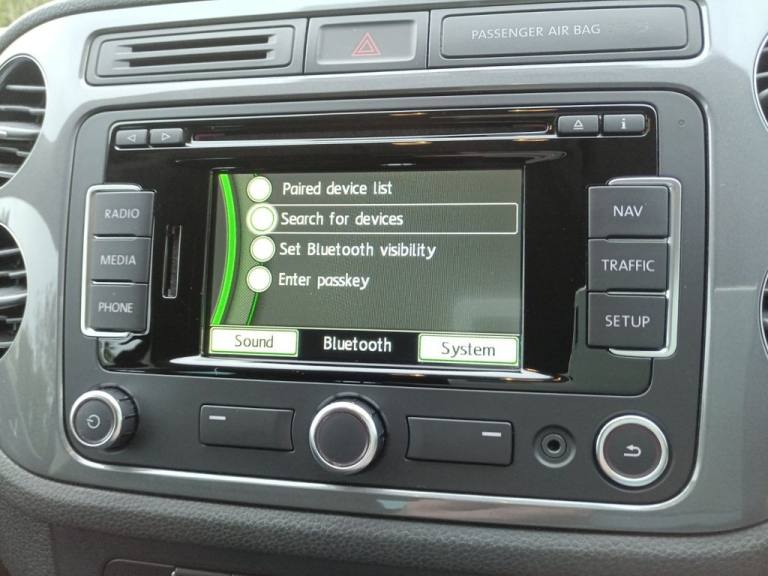 PASSENGER AIR BAG
RADIO
MEDIA
PHONE
Paired device list
Search for devices
Set Bluetooth visibility
Enter passkey
Sound
Bluetooth
System
NAV
TRAFFIC
SETUP
i